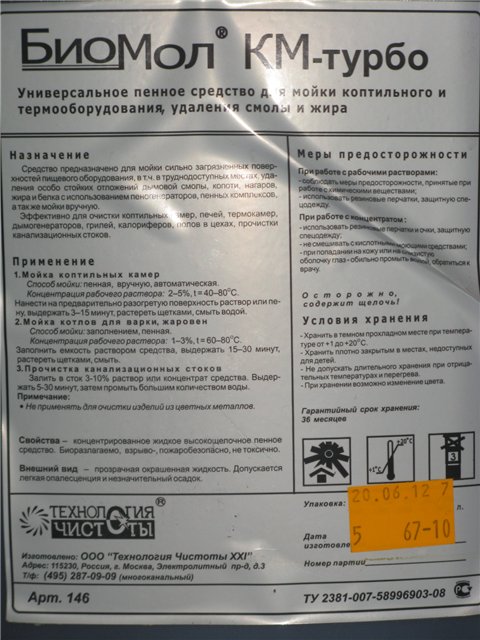 БиоМол® КМ-турбо
Универсальное пенное средство для мойки коптильного и
термооборудования, удаления смолы и жира
Назначение
Средство предназначено для мойки сильно загрязненных повер-
хностей пищевого оборудования, в т.ч. в труднодоступных местах, уда-
ления особо стойких отложений дымовой смолы, копоти, нагаров,
жира и белка с использованием пеногенераторов, пенных комплексов,
а так же мойки вручную.
Эффективно для очистки коптильных камер, печей, термокамер,
дымогенераторов, грилей, калориферов, полов в цехах, прочистки
канализационных стоков.
Применение
1.Мойка коптильных камер
Способ мойки: пенная, вручную, автоматическая.
Концентрация рабочего раствора: 2–5%, t=40–80°С.
Нанести на предварительно разогретую поверхность раствор или пе-
ну, выдержать 3–15 минут, растереть щетками, смыть водой.
2.Мойка котлов для варки, жаровен
Способ мойки: заполнением, пенная.
Концентрация рабочего раствора: 1–3%, t=60–80°С.
Заполнить емкость раствором средства, выдержать 15–30 минут,
растереть щетками, смыть.
3.Прочистка канализационных стоков
Залить в сток 3-10% раствор или концентрат средства. Выдер-
жать 5-30 минут, затем промыть большим количеством воды.
Примечание:
• Не применять для очистки изделий из цветных металлов.
Свойства – концентрированное жидкое высокощелочное пенное
средство. Биоразлагаемо, взрыво-, пожаробезопасно, не токсично.
Внешний вид – прозрачная окрашенная жидкость. Допускается
легкая опалесценция и незначительный осадок.
Меры предосторожности
При работе с рабочими растворами:
- соблюдать меры предосторожности, принятые при
работе с химическими веществами;
- использовать резиновые перчатки, защитную спе-
цодежду.
При работе с концентратом:
- использовать резиновые перчатки и очки, защитную
спецодежду;
- не смешивать с кислотными моющими средствами;
- при попадании на кожу или на слизистую
оболочку глаз - обильно промыть водой, обратиться к
врачу.
Осторожно,
содержит щелочь!
Условия хранения
- Хранить в темном прохладном месте при темпера-
туре от +1 до +20°С.
- Хранить плотно закрытым в местах, недоступных
для детей.
- Не допускать длительного хранения при отрица-
тельных температурах и перегрева.
- При хранении возможно изменение цвета.
Гарантийный срок хранения:
36 месяцев
+20°С
+1°С
3
ТЕХНОЛОГИЯ
ЧИСТОТЫ®
Изготовлено: ООО "Технология Чистоты XXI"
Адрес: 115230, Россия, г. Москва, Электролитный пр-д, д.3
Т/ф: (495) 287-09-09 (многоканальный)
Упаковка:
л.
Дата
Номер партии
20.06.12 7
5 67-10
Арт. 146
ТУ 2381-007-58996903-08